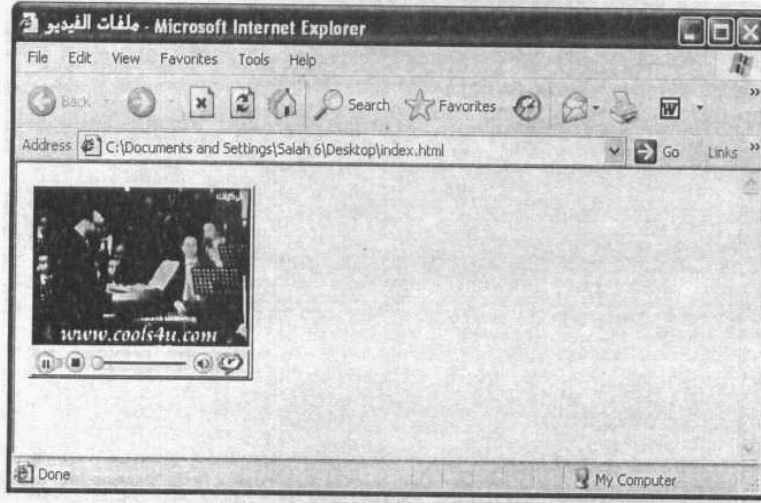 ملفات الفيديو - Microsoft Internet Explorer
File Edit View Favorites Tools Help
Back Search Favorites
Address C:\Documents and Settings\Salah 6\Desktop\index.html Go Links
www.cools4u.com
Done My Computer